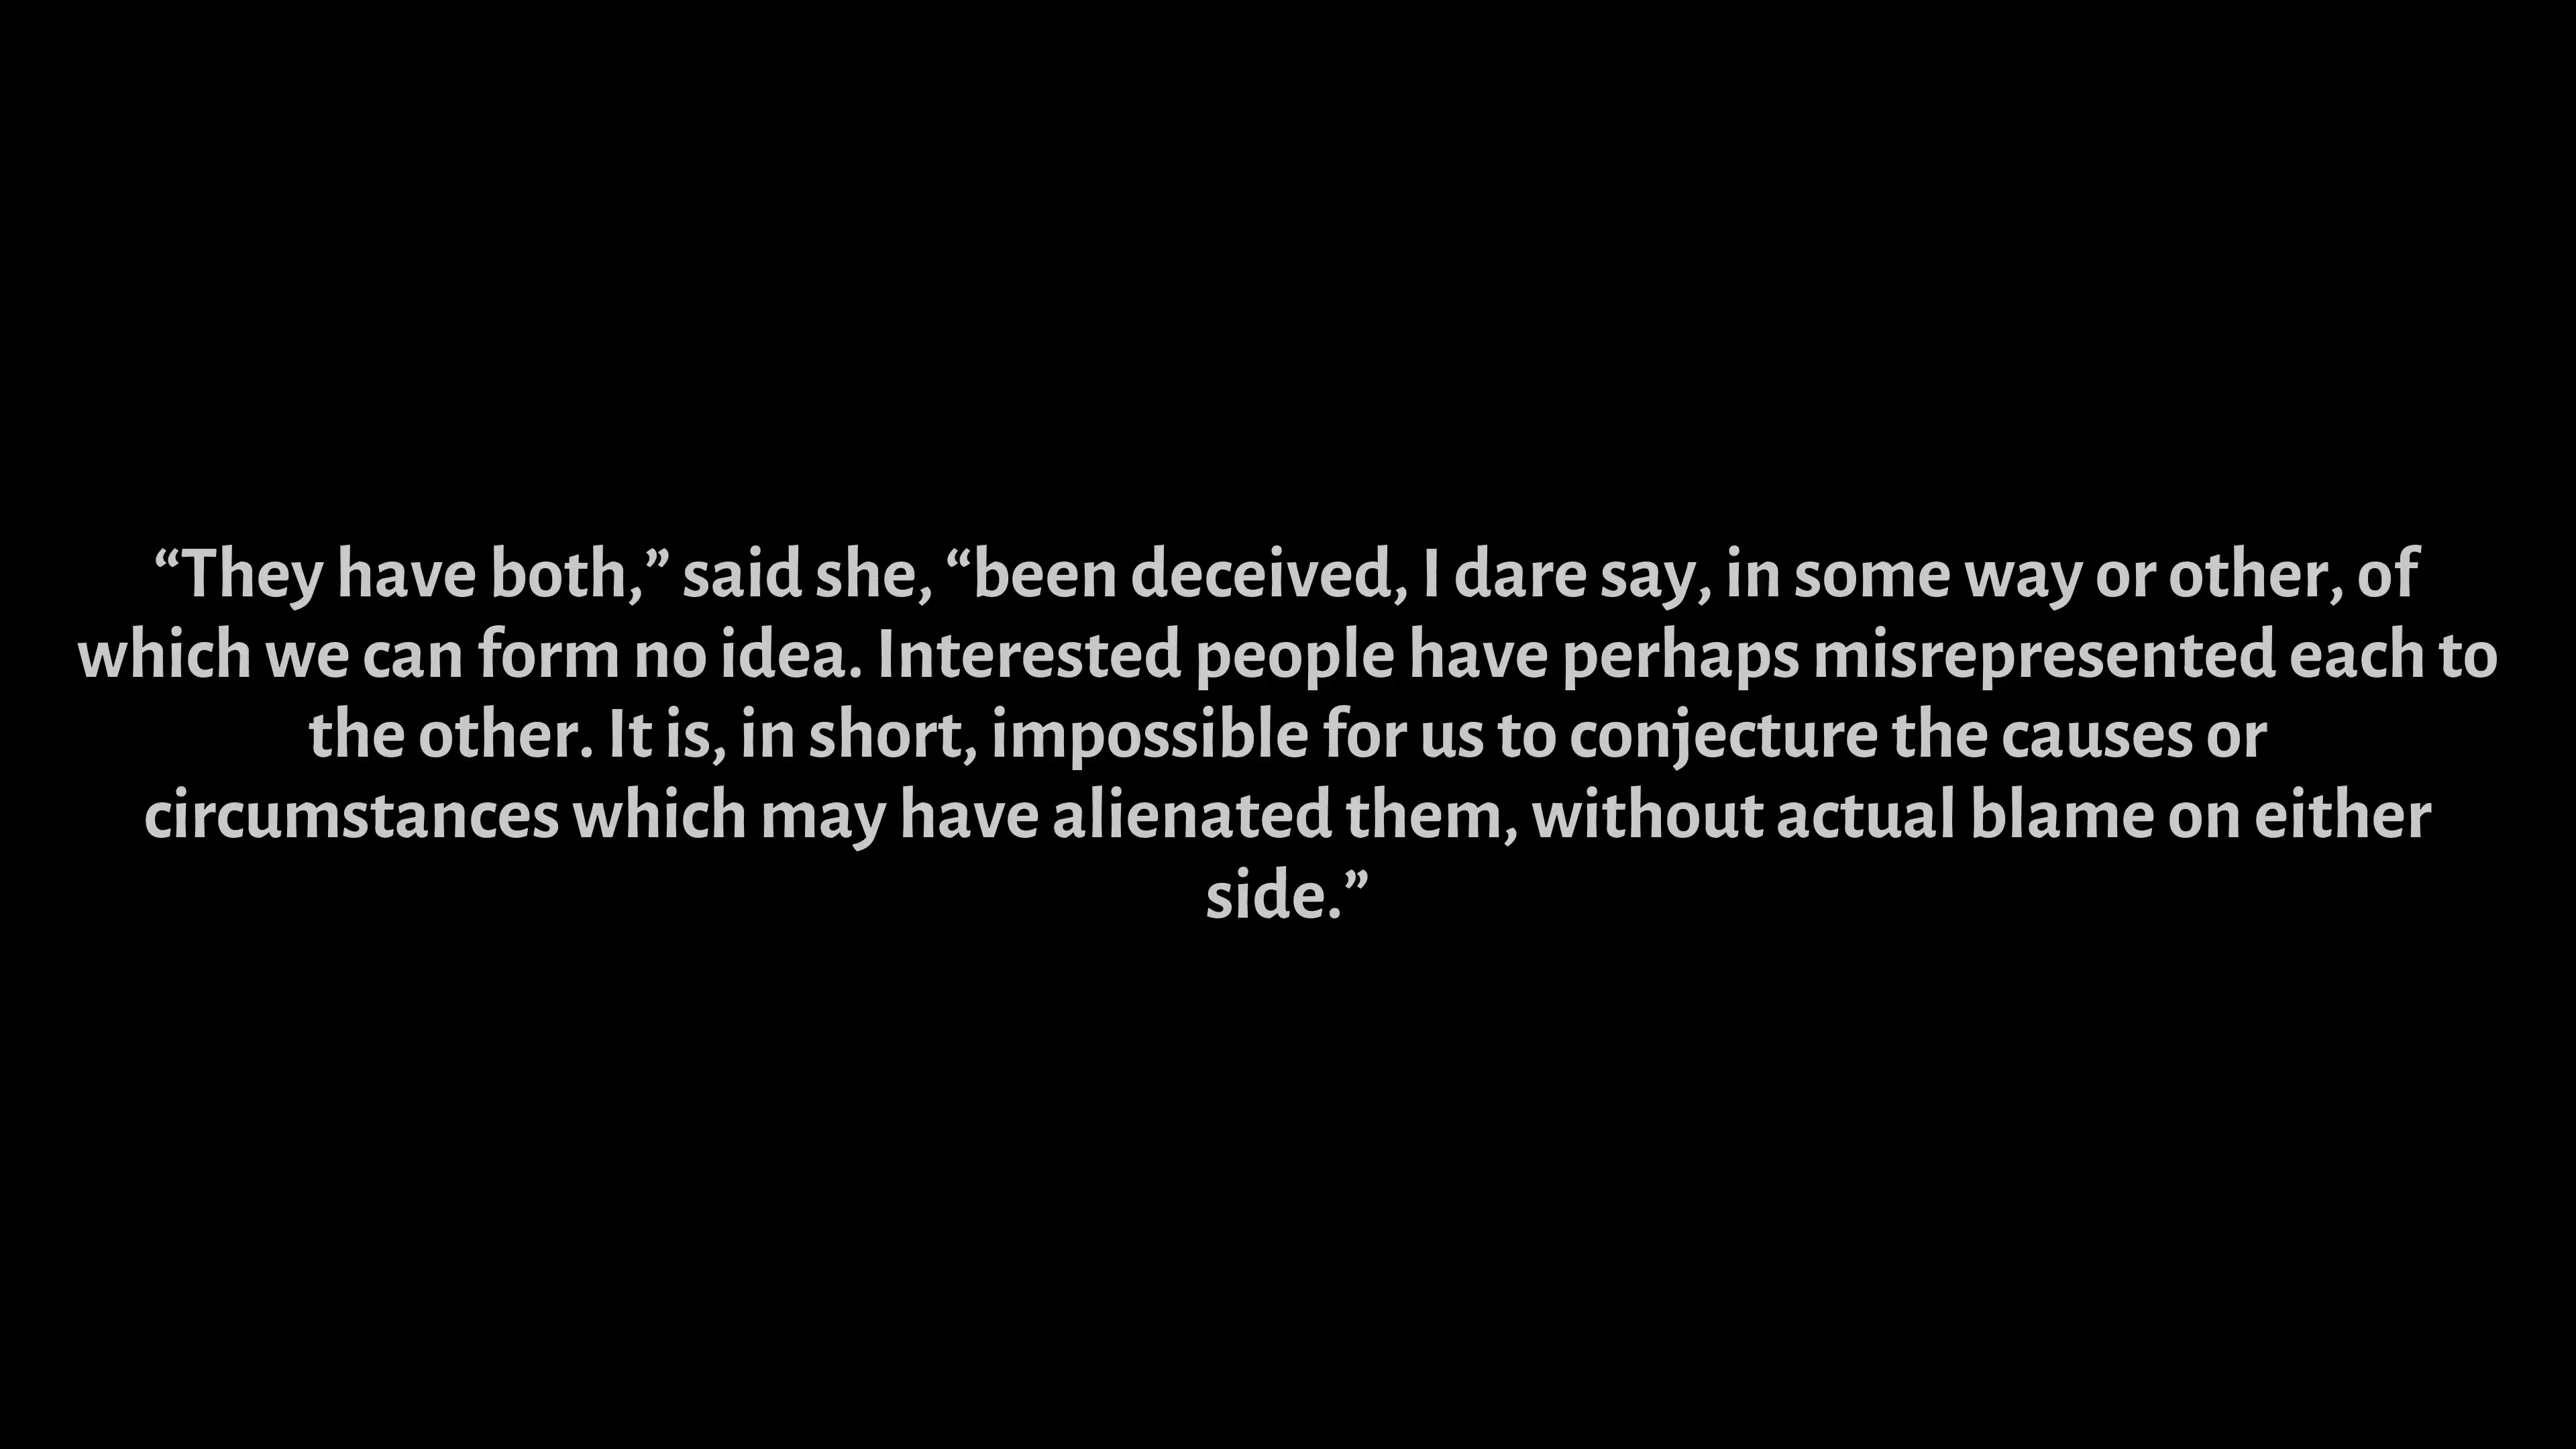 “They have both,” said she, “been deceived, I dare say, in some way or other, of
which we can form no idea. Interested people have perhaps misrepresented each to
the other. It is, in short, impossible for us to conjecture the causes or
circumstances which may have alienated them, without actual blame on either
side.”